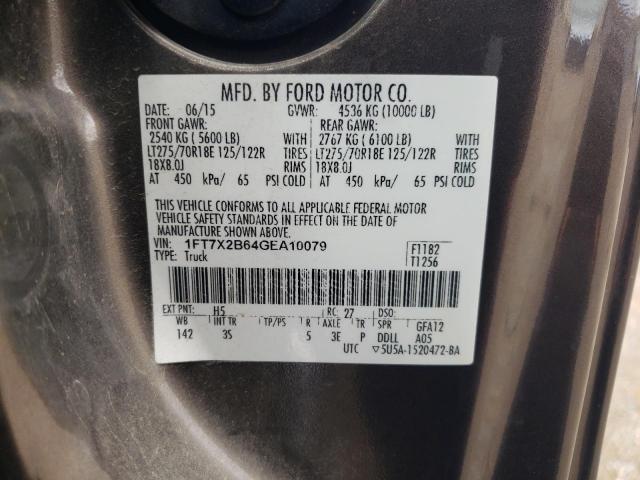 MFD. BY FORD MOTOR CO.
DATE: 06/15 GVWR: 4536 KG (10000 LB)
FRONT GAWR: REAR GAWR:
2540 KG ( 5600 LB) WITH 2767 KG ( 6100 LB) WITH
LT275/70R18E 125/122R TIRES LT275/70R18E 125/122R TIRES
18X8.0J RIMS 18X8.0J RIMS
AT 450 kPa/ 65 PSI COLD AT 450 kPa/ 65 PSI COLD
THIS VEHICLE CONFORMS TO ALL APPLICABLE FEDERAL MOTOR
VEHICLE SAFETY STANDARDS IN EFFECT ON THE DATE OF
MANUFACTURE SHOWN ABOVE.
VIN: 1FT7X2B64GEA10079 F1182
TYPE: Truck T1256
EXT PNT: H5 RC: 27 DSO:
WB INT TR TP/PS R AXLE TR SPR GFA12
142 3S 5 3E P DDLL A05
UTC ▽5U5A-1520472-BA